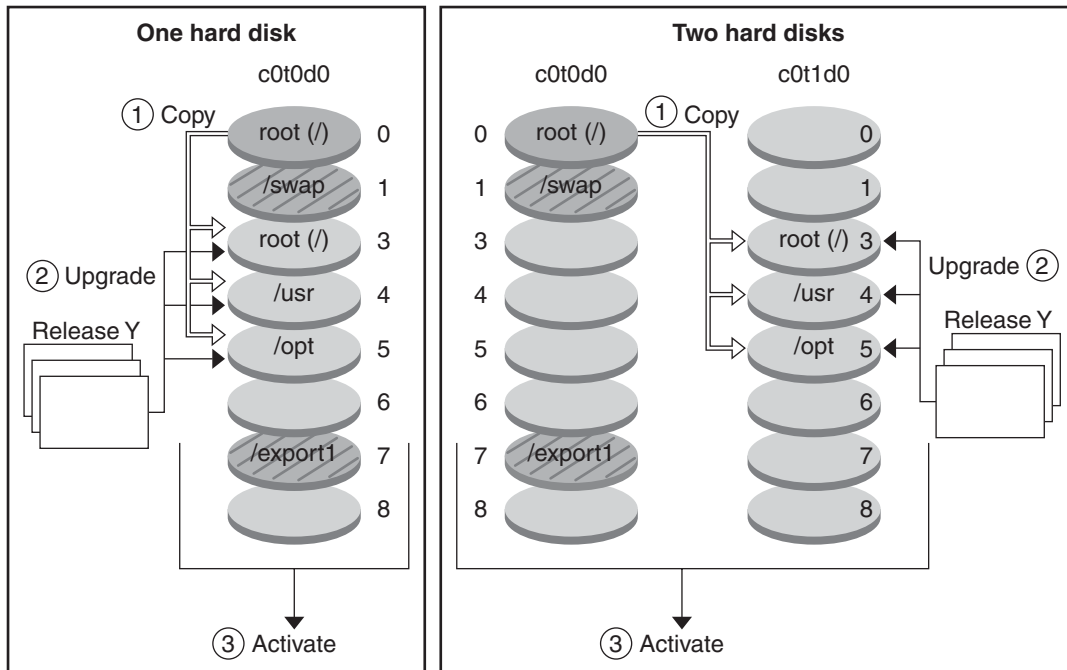 One hard disk
c0t0d0
1 Copy
root (/) 0
/swap 1
root (/) 3
2 Upgrade
/usr 4
Release Y
/opt 5
6
/export1 7
8
3 Activate
Two hard disks
c0t0d0 c0t1d0
1 Copy
0 root (/) 0
1 /swap 1
3 root (/) 3
Upgrade 2
4 /usr 4
Release Y
5 /opt 5
6 6
7 /export1 7
8 8
3 Activate